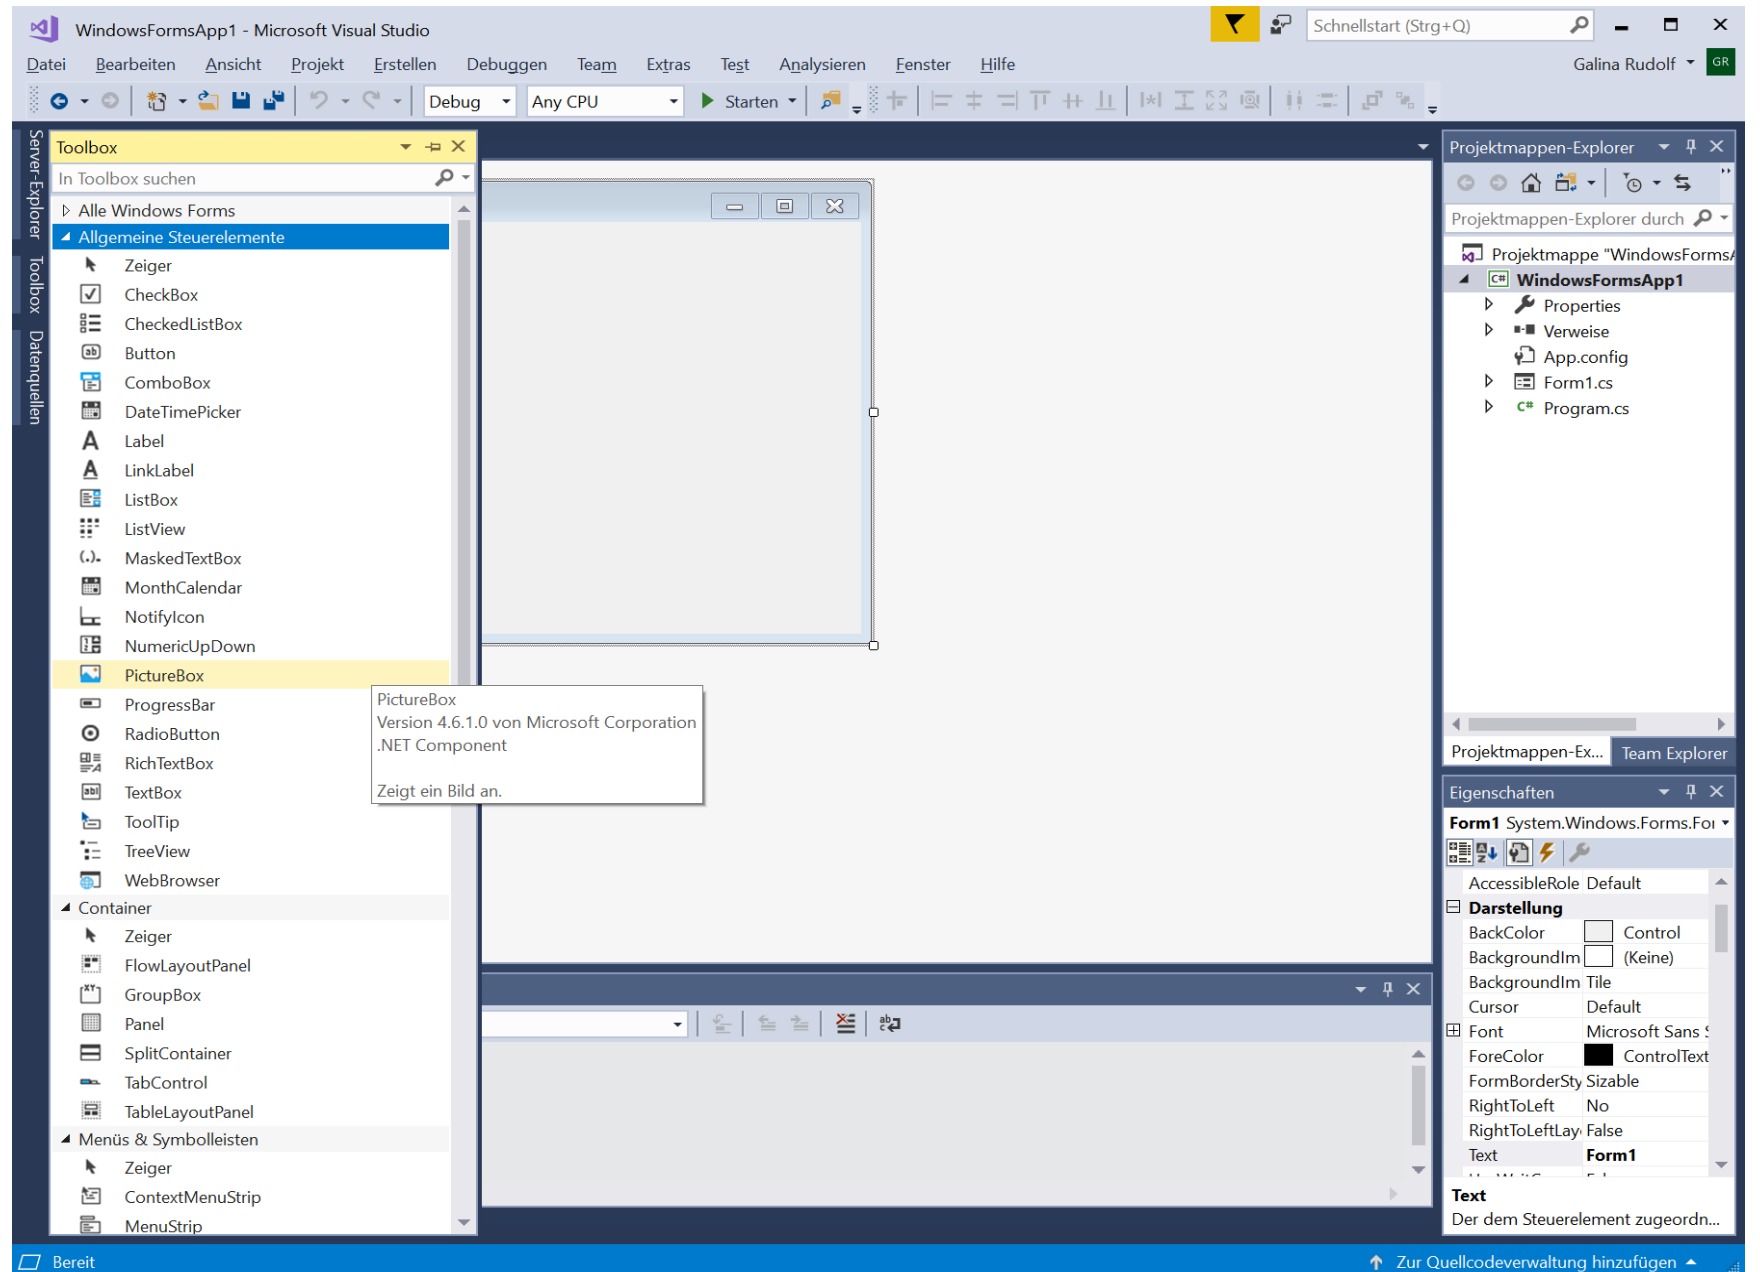 WindowsFormsApp1 - Microsoft Visual Studio
Schnellstart (Strg+Q)
Datei Bearbeiten Ansicht Projekt Erstellen Debuggen Team Extras Test Analysieren Fenster Hilfe
Galina Rudolf GR
Debug Any CPU Starten
Server-Explorer
Toolbox
Datenquellen
Toolbox
In Toolbox suchen
Alle Windows Forms
Allgemeine Steuerelemente
Zeiger
CheckBox
CheckedListBox
Button
ComboBox
DateTimePicker
Label
LinkLabel
ListBox
ListView
MaskedTextBox
MonthCalendar
NotifyIcon
NumericUpDown
PictureBox
ProgressBar
RadioButton
RichTextBox
TextBox
ToolTip
TreeView
WebBrowser
Container
Zeiger
FlowLayoutPanel
GroupBox
Panel
SplitContainer
TabControl
TableLayoutPanel
Menüs & Symbolleisten
Zeiger
ContextMenuStrip
MenuStrip
PictureBox
Version 4.6.1.0 von Microsoft Corporation
.NET Component
Zeigt ein Bild an.
Projektmappen-Explorer
Projektmappen-Explorer durch
Projektmappe "WindowsForms
WindowsFormsApp1
Properties
Verweise
App.config
Form1.cs
Program.cs
Projektmappen-Ex... Team Explorer
Eigenschaften
Form1 System.Windows.Forms.For
AccessibleRole Default
Darstellung
BackColor Control
BackgroundIm (Keine)
BackgroundIm Tile
Cursor Default
Font Microsoft Sans
ForeColor ControlText
FormBorderSty Sizable
RightToLeft No
RightToLeftLay False
Text Form1
Text
Der dem Steuerelement zugeordn...
Bereit
Zur Quellcodeverwaltung hinzufügen